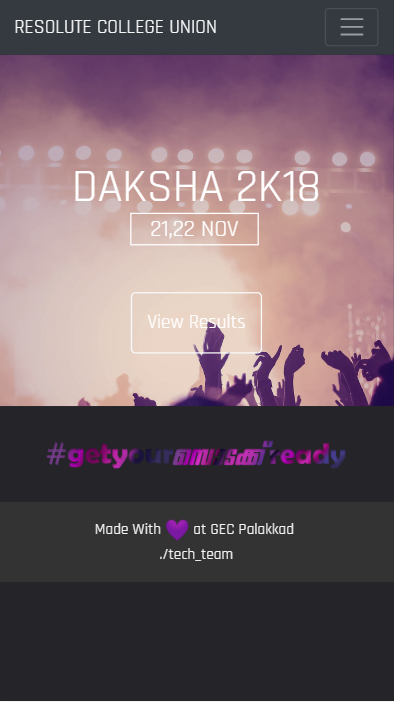 RESOLUTE COLLEGE UNION
DAKSHA 2K18
21,22 NOV
View Results
#getyour ready
Made With 💜 at GEC Palakkad
./tech_team